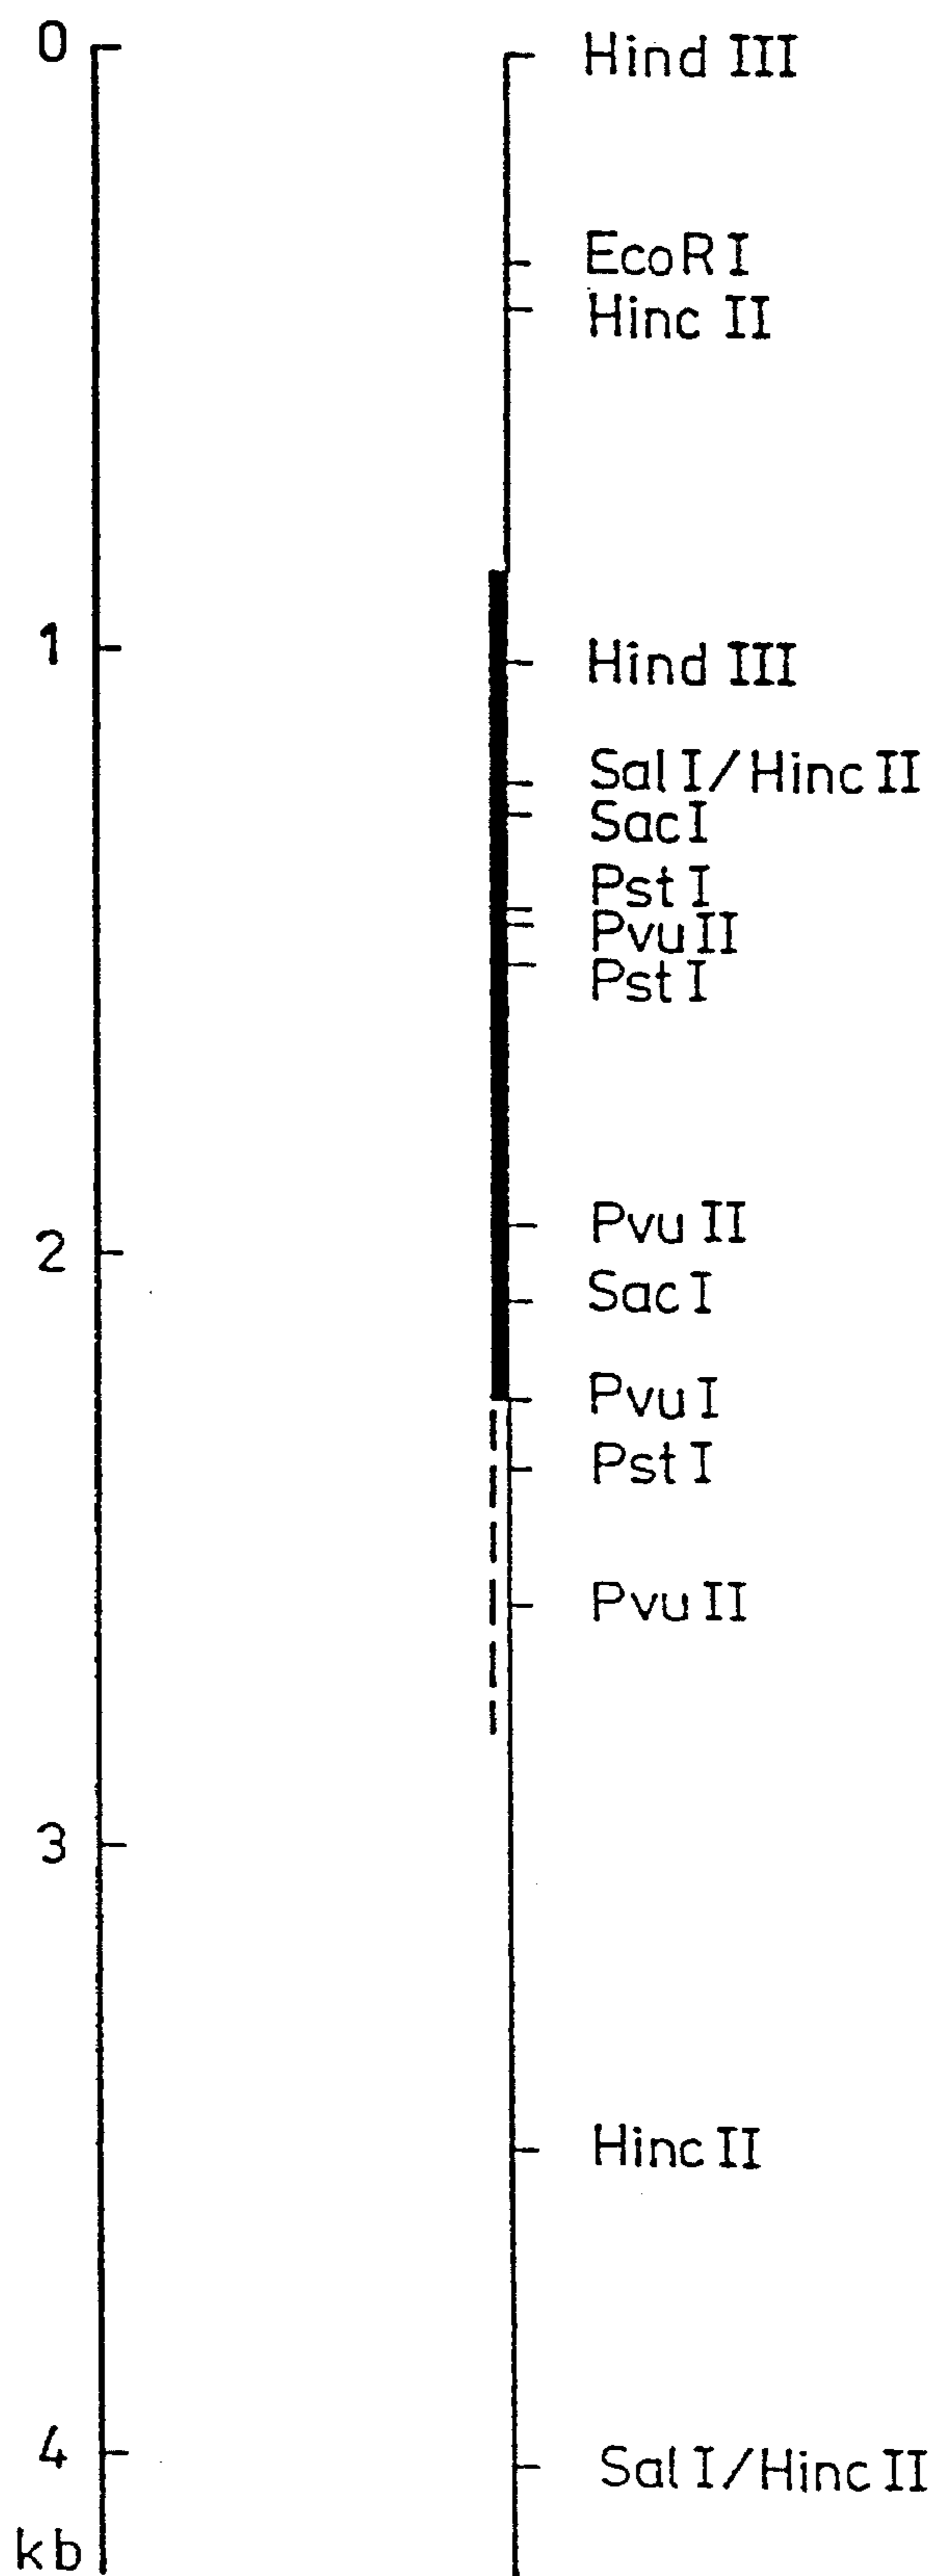 0
Hind III
EcoR I
Hinc II
1
Hind III
Sal I/Hinc II
Sac I
Pst I
Pvu II
Pst I
Pvu II
2
Sac I
Pvu I
Pst I
Pvu II
3
Hinc II
4
Sal I/Hinc II
kb